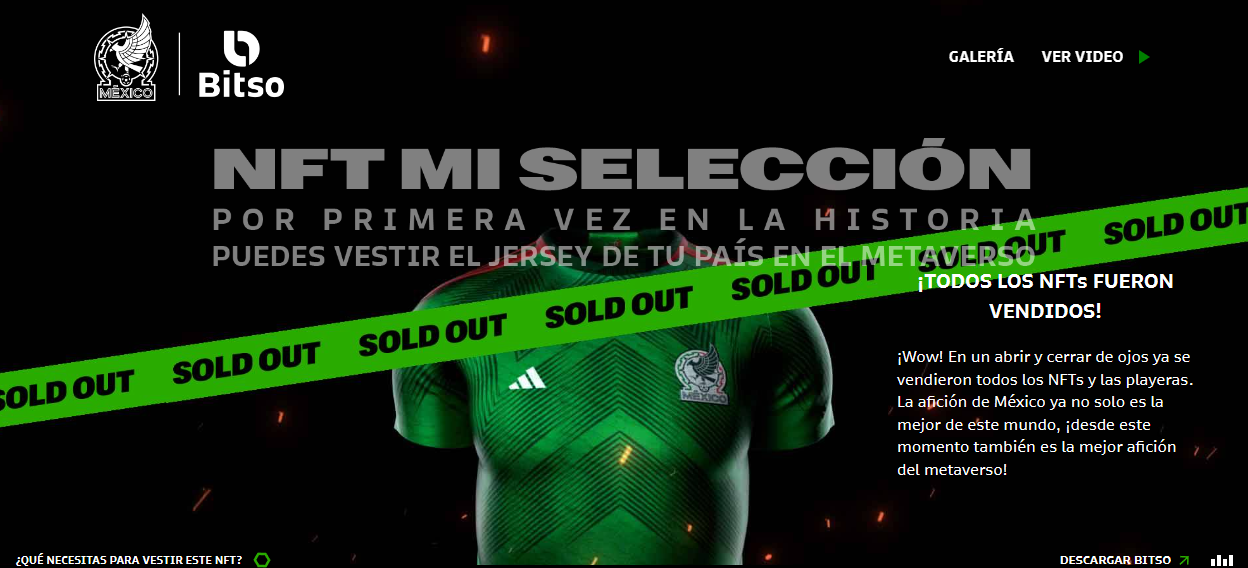 MÉXICO
Bitso
GALERÍA
VER VIDEO
NFT MI SELECCIÓN
POR PRIMERA VEZ EN LA HISTORIA
PUEDES VESTIR EL JERSEY DE TU PAÍS EN EL METAVERSO
SOLD OUT SOLD OUT SOLD OUT SOLD OUT SOLD OUT SOLD OUT SOLD OUT
¡TODOS LOS NFTs FUERON
VENDIDOS!
¡Wow! En un abrir y cerrar de ojos ya se
vendieron todos los NFTs y las playeras.
La afición de México ya no solo es la
mejor de este mundo, ¡desde este
momento también es la mejor afición
del metaverso!
MÉXICO
¿QUÉ NECESITAS PARA VESTIR ESTE NFT?
DESCARGAR BITSO